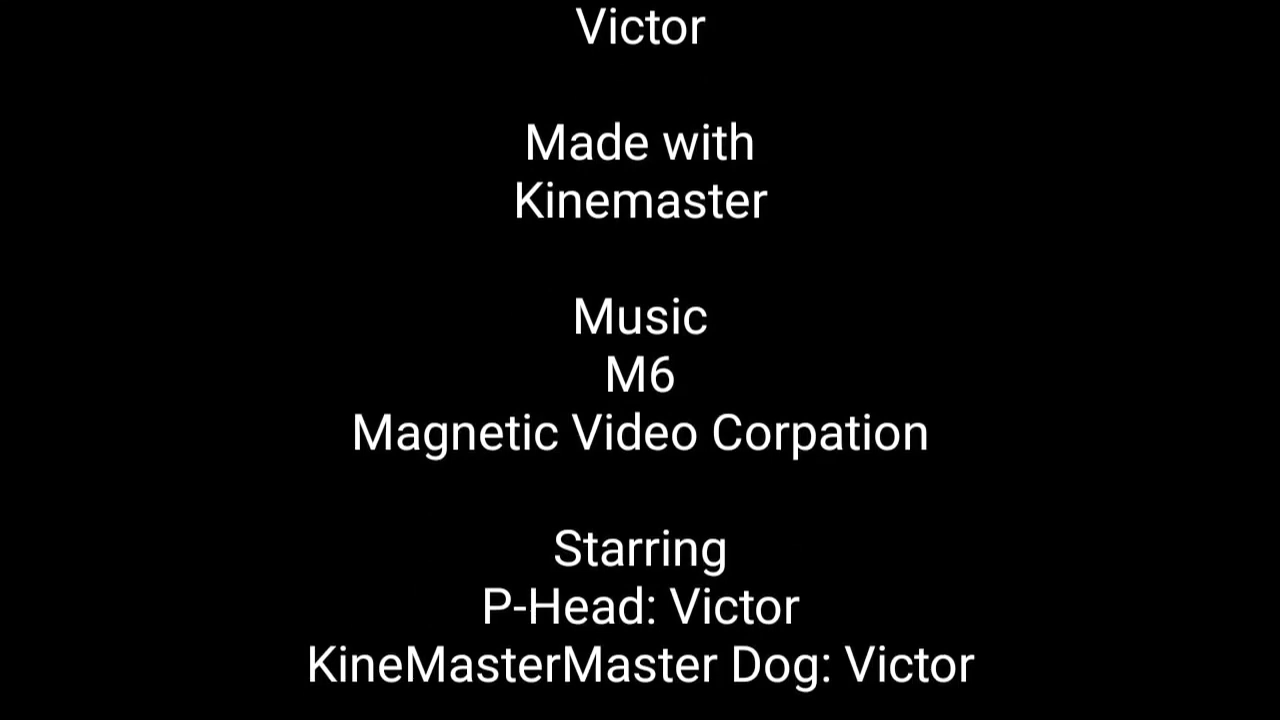 Victor
Made with
Kinemaster
Music
M6
Magnetic Video Corpation
Starring
P-Head: Victor
KineMasterMaster Dog: Victor